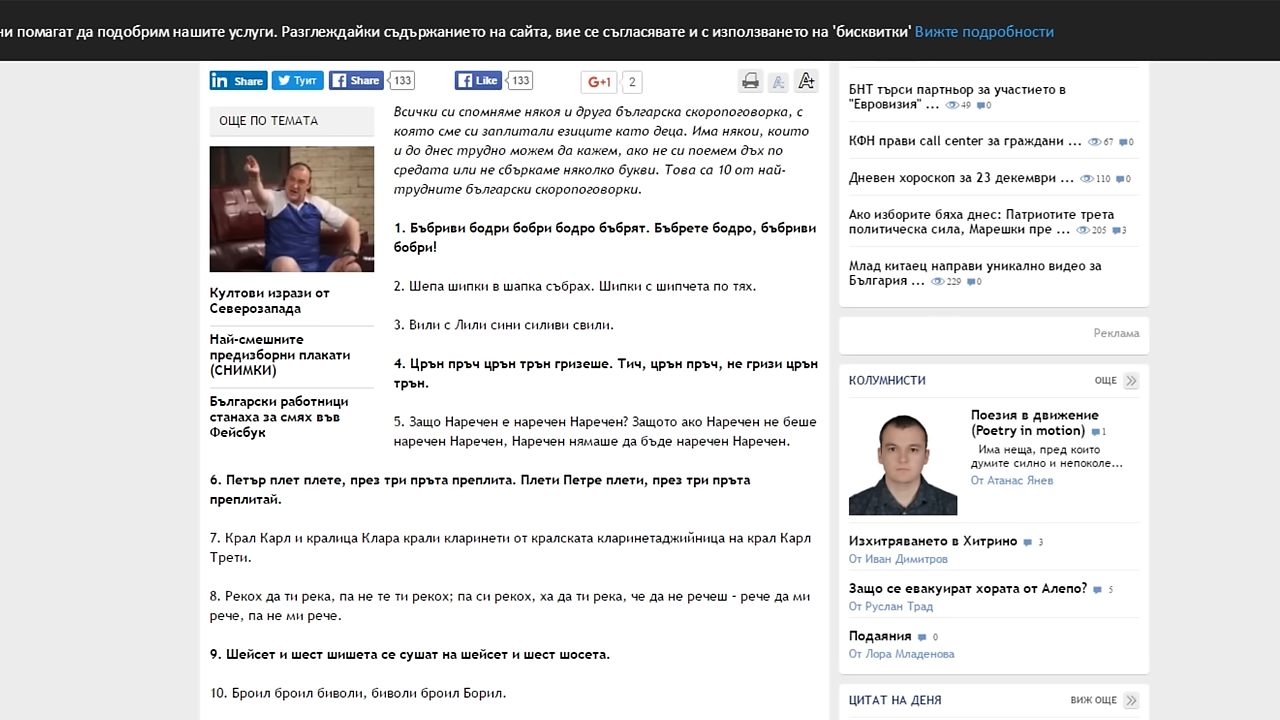 ни помагат да подобрим нашите услуги. Разглеждайки съдържанието на сайта, вие се съгласявате и с използването на 'бисквитки' Вижте подробности
in Share Туит Share 133 Like 133 G+1 2 A- A+
ОЩЕ ПО ТЕМАТА
Култови изрази от
Северозапада
Най-смешните
предизборни плакати
(СНИМКИ)
Български работници
станаха за смях във
Фейсбук
Всички си спомняме някоя и друга българска скоропоговорка, с
която сме си заплитали езиците като деца. Има някои, които
и до днес трудно можем да кажем, ако не си поемем дъх по
средата или не сбъркаме няколко букви. Това са 10 от най-
трудните български скоропоговорки.
1. Бъбриви бодри бобри бодро бъбрят. Бъбрете бодро, бъбриви
бобри!
2. Шепа шипки в шапка събрах. Шипки с шипчета по тях.
3. Вили с Лили сини силиви свили.
4. Црън пръч црън трън гризеше. Тич, црън пръч, не гризи црън
трън.
5. Защо Наречен е наречен Наречен? Защото ако Наречен не беше
наречен Наречен, Наречен нямаше да бъде наречен Наречен.
6. Петър плет плете, през три пръта преплита. Плети Петре плети, през три пръта
преплитай.
7. Крал Карл и кралица Клара крали кларинети от кралската кларинетаджийница на крал Карл
Трети.
8. Рекох да ти река, па не те ти рекох; па си рекох, ха да ти река, че да не речеш - рече да ми
рече, па не ми рече.
9. Шейсет и шест шишета се сушат на шейсет и шест шосета.
10. Броил броил биволи, биволи броил Борил.
БНТ търси партньор за участието в
"Евровизия" ... 49 0
КФН прави call center за граждани ... 67 0
Дневен хороскоп за 23 декември ... 110 0
Ако изборите бяха днес: Патриотите трета
политическа сила, Марешки пре ... 205 3
Млад китаец направи уникално видео за
България ... 229 0
Реклама
КОЛУМНИСТИ ОЩЕ
Поезия в движение
(Poetry in motion) 1
Има неща, пред които
думите силно и непоколе...
От Атанас Янев
Изхитряването в Хитрино 3
От Иван Димитров
Защо се евакуират хората от Алепо? 5
От Руслан Трад
Подаяния 0
От Лора Младенова
ЦИТАТ НА ДЕНЯ ВИЖ ОЩЕ